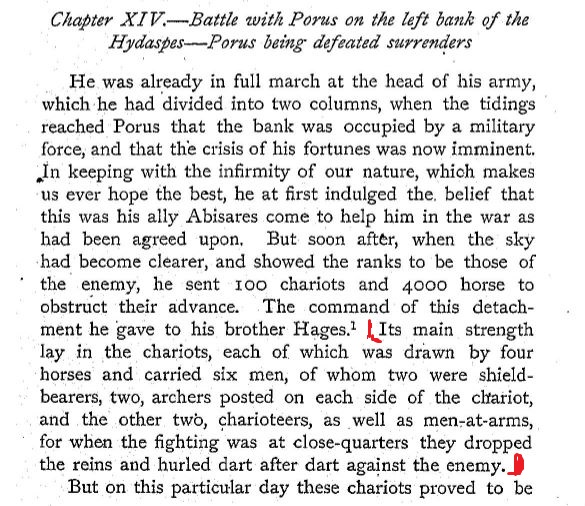 Chapter XIV.—Battle with Porus on the left bank of the
Hydaspes—Porus being defeated surrenders
He was already in full march at the head of his army,
which he had divided into two columns, when the tidings
reached Porus that the bank was occupied by a military
force, and that the crisis of his fortunes was now imminent.
In keeping with the infirmity of our nature, which makes
us ever hope the best, he at first indulged the belief that
this was his ally Abisares come to help him in the war as
had been agreed upon. But soon after, when the sky
had become clearer, and showed the ranks to be those of
the enemy, he sent 100 chariots and 4000 horse to
obstruct their advance. The command of this detach-
ment he gave to his brother Hages.¹ Its main strength
lay in the chariots, each of which was drawn by four
horses and carried six men, of whom two were shield-
bearers, two, archers posted on each side of the chariot,
and the other two, charioteers, as well as men-at-arms,
for when the fighting was at close-quarters they dropped
the reins and hurled dart after dart against the enemy.
But on this particular day these chariots proved to be